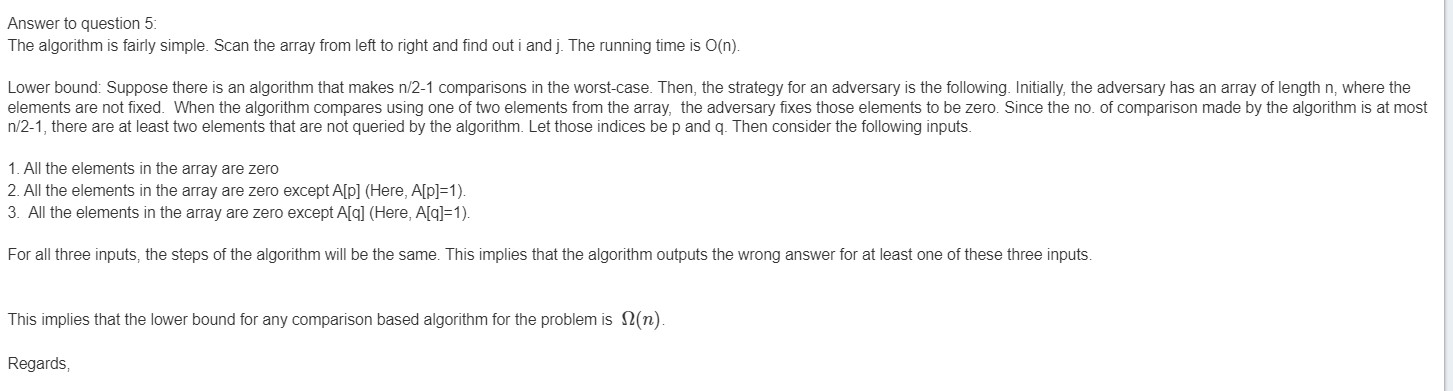 Answer to question 5:
The algorithm is fairly simple. Scan the array from left to right and find out i and j. The running time is O(n).
Lower bound: Suppose there is an algorithm that makes n/2-1 comparisons in the worst-case. Then, the strategy for an adversary is the following. Initially, the adversary has an array of length n, where the
elements are not fixed.  When the algorithm compares using one of two elements from the array,  the adversary fixes those elements to be zero. Since the no. of comparison made by the algorithm is at most
n/2-1, there are at least two elements that are not queried by the algorithm. Let those indices be p and q. Then consider the following inputs.
1. All the elements in the array are zero
2. All the elements in the array are zero except A[p] (Here, A[p]=1).
3.  All the elements in the array are zero except A[q] (Here, A[q]=1).
For all three inputs, the steps of the algorithm will be the same. This implies that the algorithm outputs the wrong answer for at least one of these three inputs.
This implies that the lower bound for any comparison based algorithm for the problem is Ω(n).
Regards,